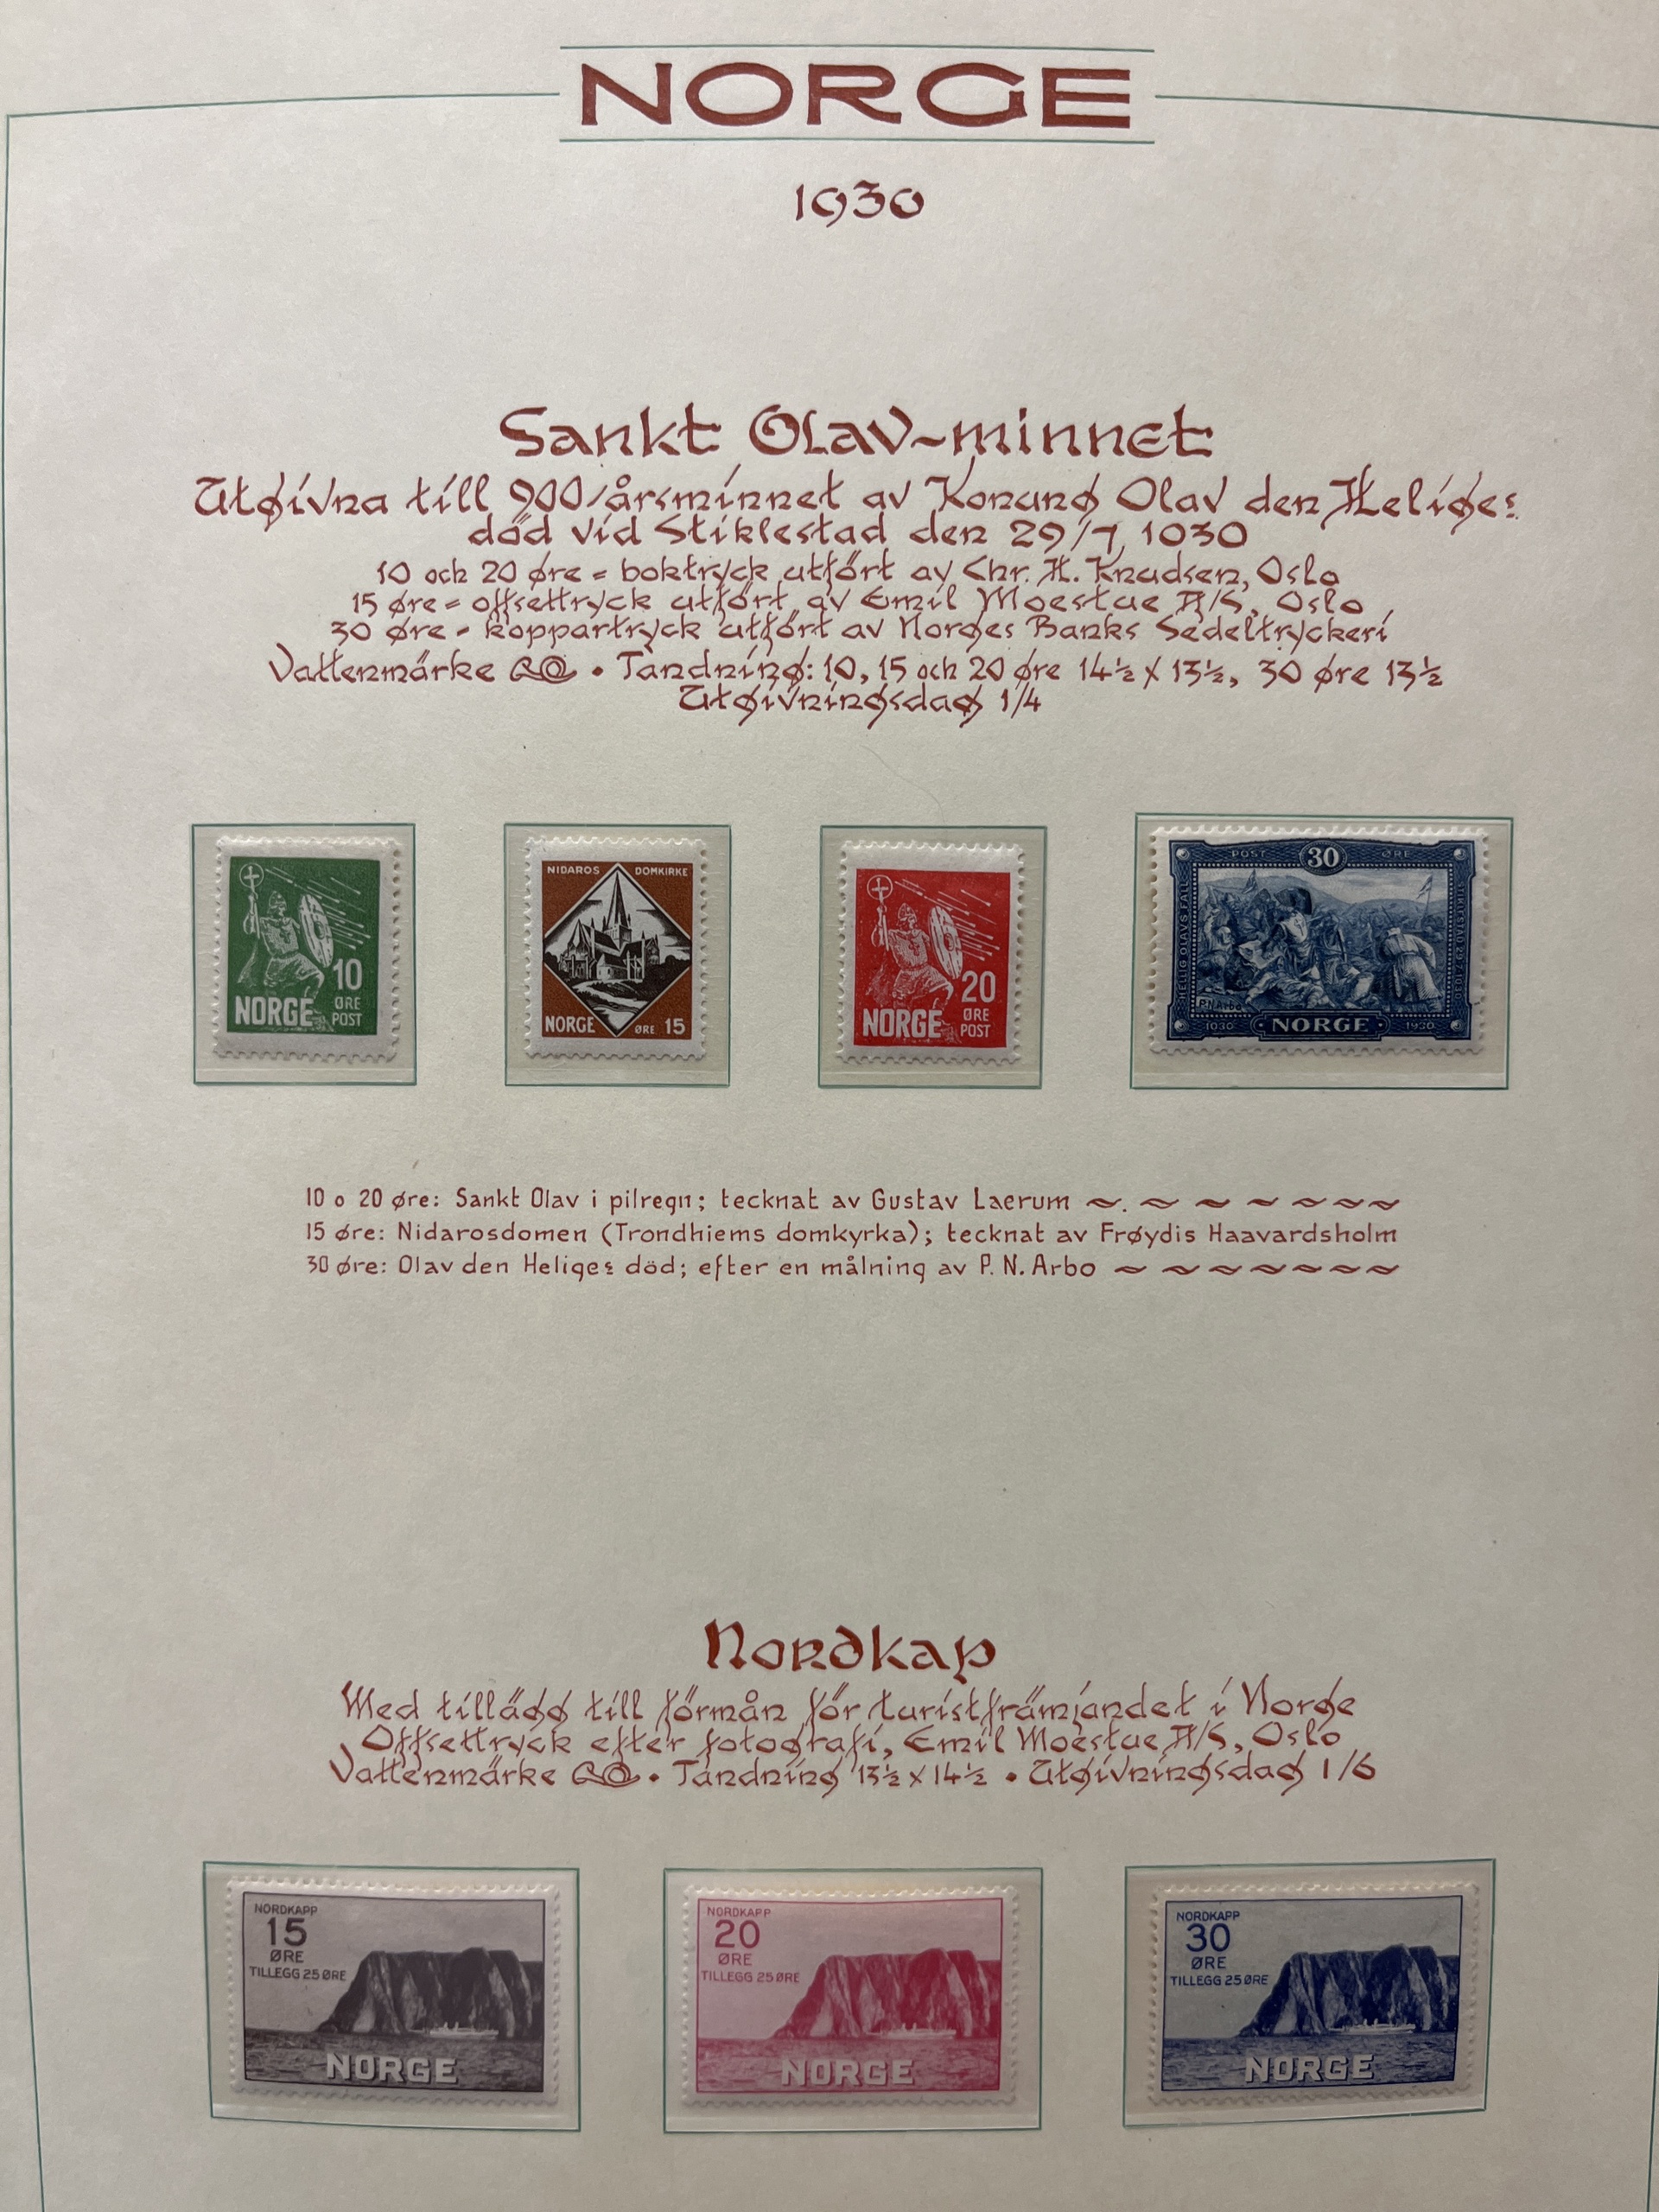 NORGE
1930
Sankt Olav-minnet
Utgivna till 900-årsminnet av Konung Olav den Heliges
död vid Stiklestad den 29/7 1030
10 och 20 øre = boktryck utfört av Chr. H. Knudsen, Oslo
15 øre = offsettryck utfört av Emil Moestue A/S, Oslo
30 øre - koppartryck utfört av Norges Banks Sedeltryckeri
Vattenmärke • Tandning: 10, 15 och 20 øre 14½ x 13½, 30 øre 13½
Utgivningsdag 1/4
10
ØRE
NORGE POST
NIDAROS DOMKIRKE
NORGE ØRE 15
20
ØRE
NORGE POST
POST 30 ØRE
HELLIG OLAVS FALL
P.N.Arbo
1030 NORGE 1930
10 o 20 øre: Sankt Olav i pilregn; tecknat av Gustav Laerum
15 øre: Nidarosdomen (Trondhiems domkyrka); tecknat av Frøydis Haavardsholm
30 øre: Olav den Heliges död; efter en målning av P. N. Arbo
Nordkap
Med tillägg till förmån för turistfrämjandet i Norge
Offsettryck efter fotografi, Emil Moestue A/S, Oslo
Vattenmärke • Tandning 13½ x 14½ • Utgivningsdag 1/6
NORDKAPP
15
ØRE
TILLEGG 25 ØRE
NORGE
NORDKAPP
20
ØRE
TILLEGG 25 ØRE
NORGE
NORDKAPP
30
ØRE
TILLEGG 25 ØRE
NORGE